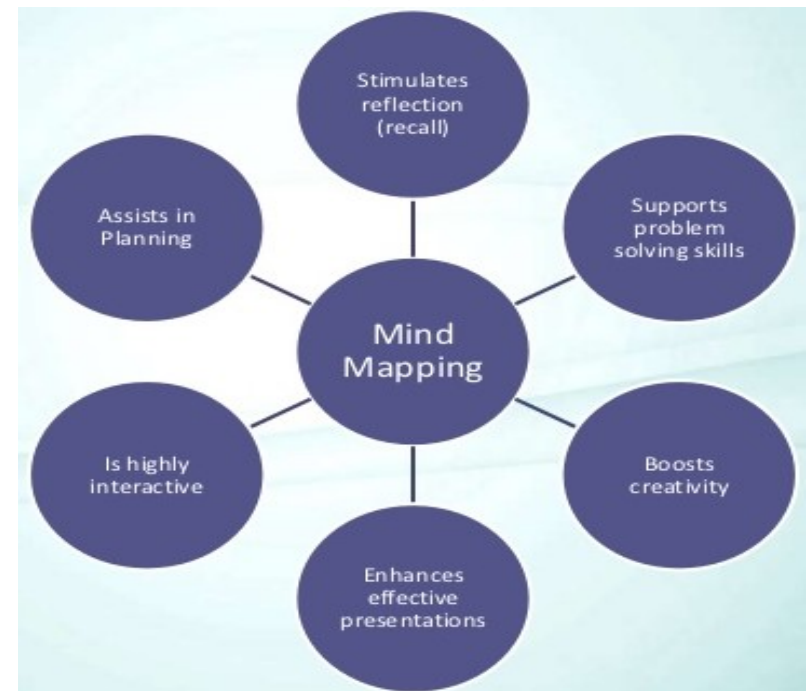 Stimulates
reflection
(recall)
Supports
problem
solving skills
Boosts
creativity
Enhances
effective
presentations
Is highly
interactive
Assists in
Planning
Mind
Mapping